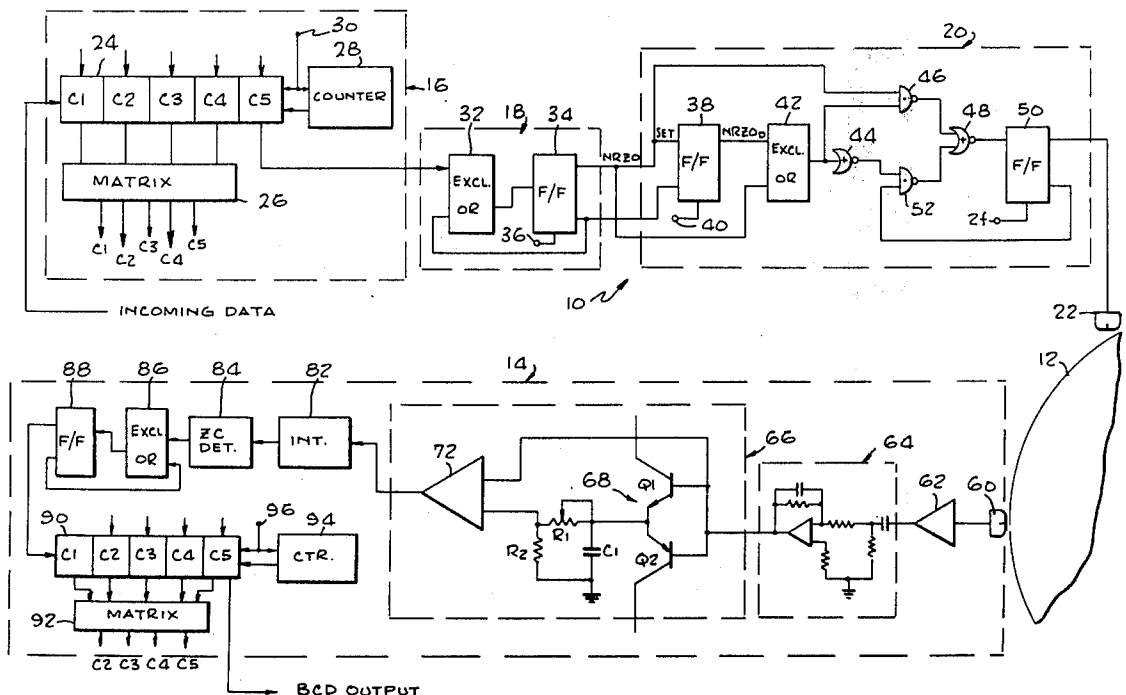 30
20
24
28
C1 C2 C3 C4 C5
COUNTER
16
MATRIX
26
C1 C2 C3 C4 C5
INCOMING DATA
32
18
34
EXCL. OR
F/F
36
NRZO
SET
38
F/F
40
NRZO D
42
EXCL. OR
44
46
48
50
F/F
52
2f
10
22
12
14
88
86
84
82
F/F
EXCL. OR
ZC DET.
INT.
72
66
64
62
60
68
Q1
Q2
R1
R2
C1
90
96
94
C1 C2 C3 C4 C5
CTR.
92
MATRIX
C2 C3 C4 C5
BCD OUTPUT